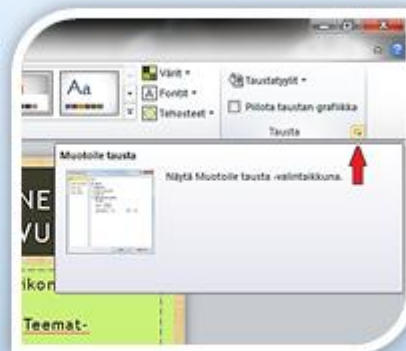 Aa
Värit
Fontit
Tehosteet
Taustatyylit
Piilota taustan grafiikka
Tausta
Muotoile tausta
Näytä Muotoile tausta -valintaikkuna.
NE
VU
ikon
Teemat-